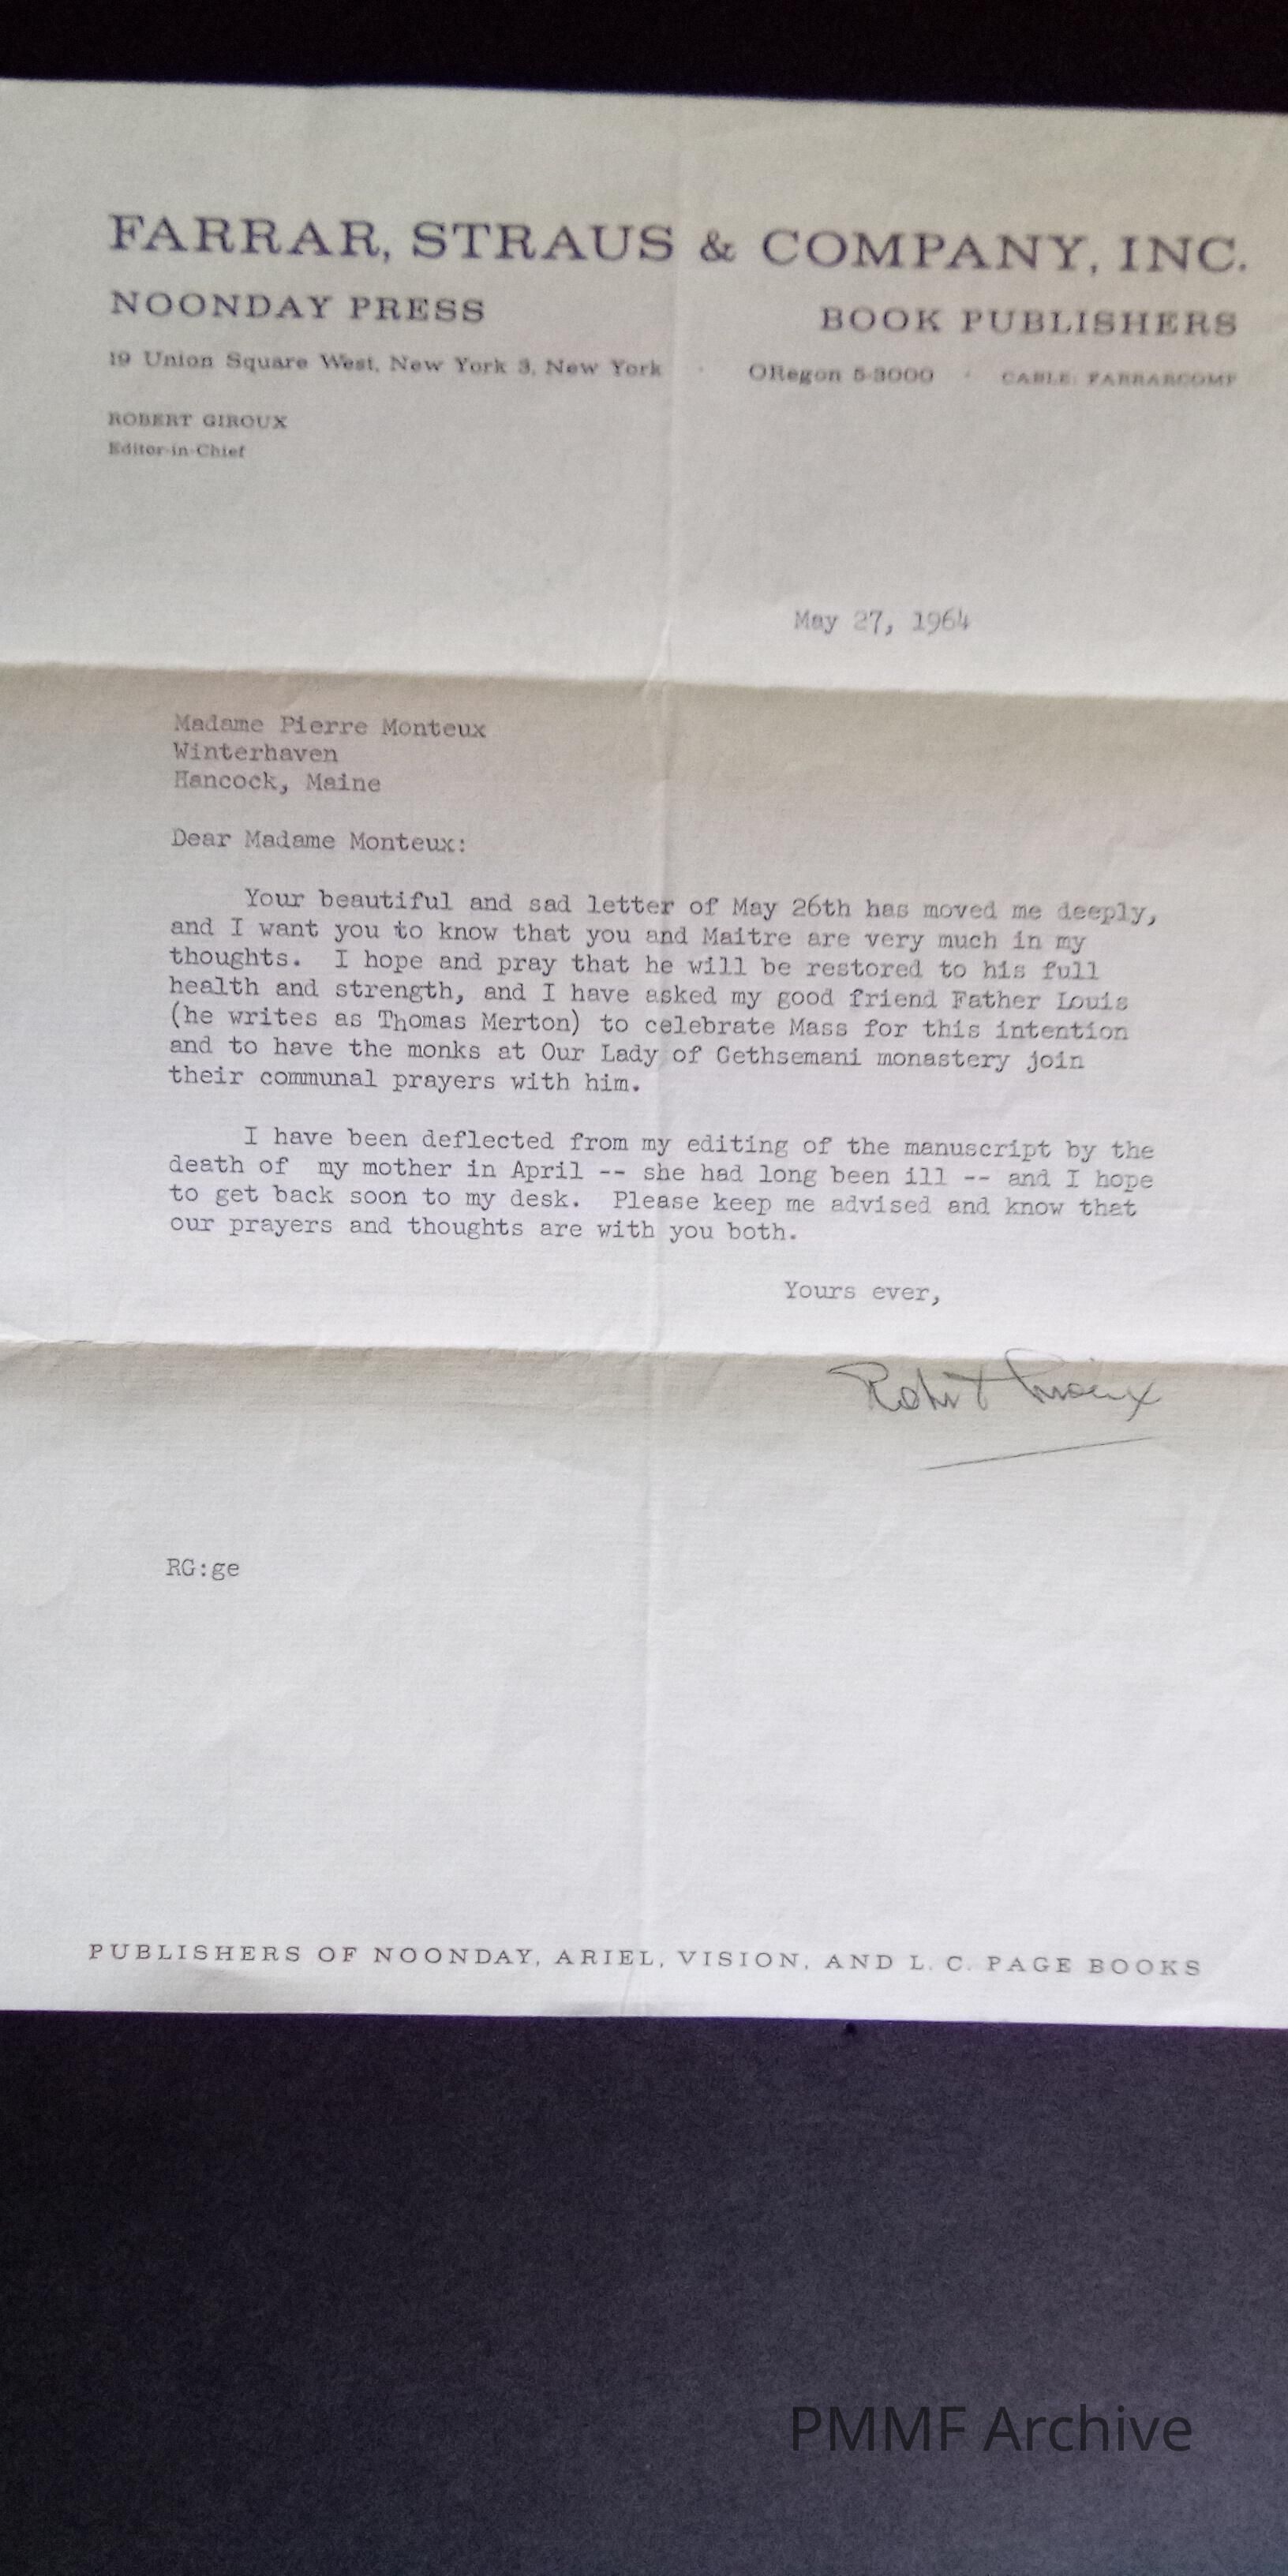 FARRAR, STRAUS & COMPANY, INC.
NOONDAY PRESS BOOK PUBLISHERS
19 Union Square West, New York 3, New York · ORegon 5-3000 · CABLE: FARRARCOMP
ROBERT GIROUX
Editor-in-Chief
May 27, 1964
Madame Pierre Monteux
Winterhaven
Hancock, Maine
Dear Madame Monteux:
Your beautiful and sad letter of May 26th has moved me deeply,
and I want you to know that you and Maitre are very much in my
thoughts. I hope and pray that he will be restored to his full
health and strength, and I have asked my good friend Father Louis
(he writes as Thomas Merton) to celebrate Mass for this intention
and to have the monks at Our Lady of Gethsemani monastery join
their communal prayers with him.
I have been deflected from my editing of the manuscript by the
death of my mother in April -- she had long been ill -- and I hope
to get back soon to my desk. Please keep me advised and know that
our prayers and thoughts are with you both.
Yours ever,
Robert Giroux
RG:ge
PUBLISHERS OF NOONDAY, ARIEL, VISION, AND L. C. PAGE BOOKS
PMMF Archive